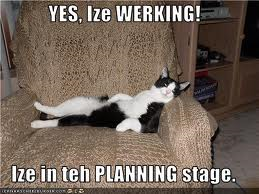 YES, Ize WERKING!
Ize in teh PLANNING stage.